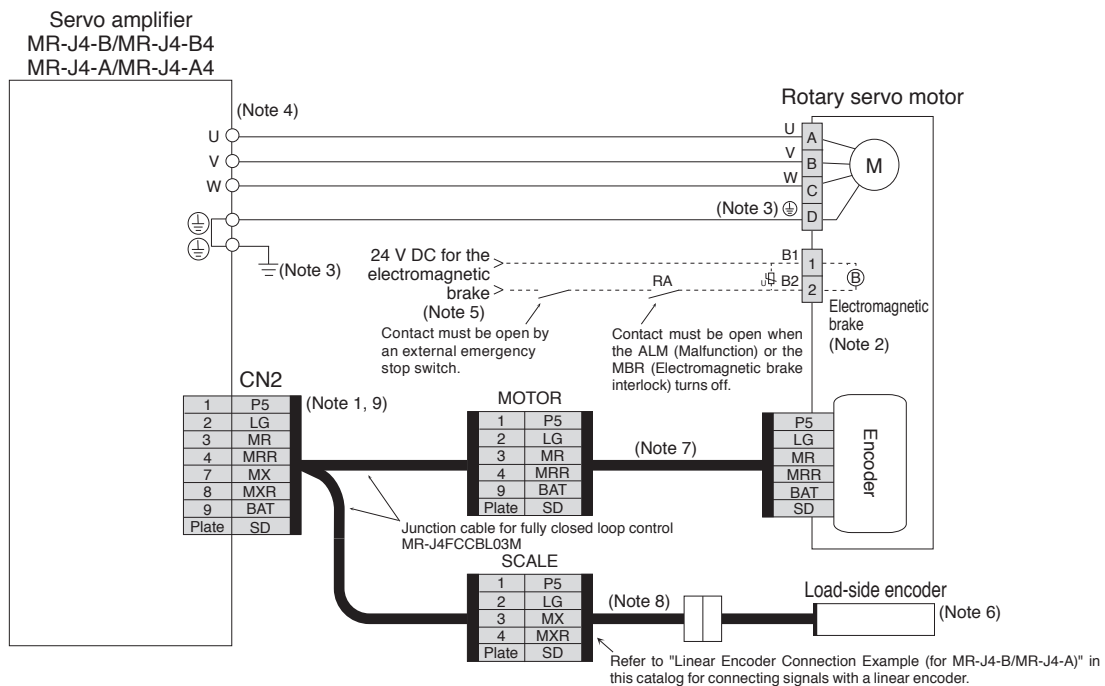 Servo amplifier
MR-J4-B/MR-J4-B4
MR-J4-A/MR-J4-A4
(Note 4)
Rotary servo motor
U
U
A
V
V
B
M
W
W
C
(Note 3)
D
(Note 3)
24 V DC for the
electromagnetic
brake
(Note 5)
B1
1
RA
U
B2
2
B
Electromagnetic
brake
(Note 2)
Contact must be open by
an external emergency
stop switch.
Contact must be open when
the ALM (Malfunction) or the
MBR (Electromagnetic brake
interlock) turns off.
CN2
(Note 1, 9)
1 P5
2 LG
3 MR
4 MRR
7 MX
8 MXR
9 BAT
Plate SD
MOTOR
1 P5
2 LG
3 MR
4 MRR
9 BAT
Plate SD
(Note 7)
P5
LG
MR
MRR
BAT
SD
Encoder
Junction cable for fully closed loop control
MR-J4FCCBL03M
SCALE
1 P5
2 LG
3 MX
4 MXR
Plate SD
(Note 8)
Load-side encoder
(Note 6)
Refer to "Linear Encoder Connection Example (for MR-J4-B/MR-J4-A)" in
this catalog for connecting signals with a linear encoder.